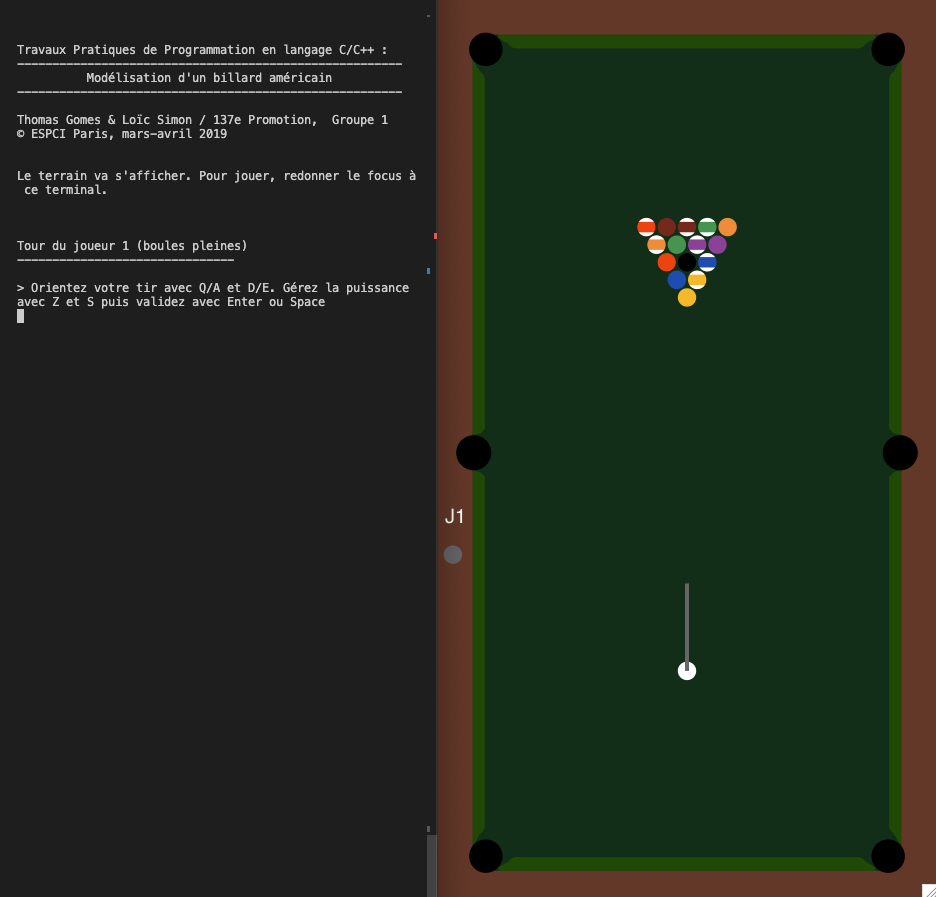 Travaux Pratiques de Programmation en langage C/C++ :
Modélisation d'un billard américain
Thomas Gomes & Loïc Simon / 137e Promotion,  Groupe 1
© ESPCI Paris, mars-avril 2019
Le terrain va s'afficher. Pour jouer, redonner le focus à
ce terminal.
Tour du joueur 1 (boules pleines)
> Orientez votre tir avec Q/A et D/E. Gérez la puissance
avec Z et S puis validez avec Enter ou Space
J1